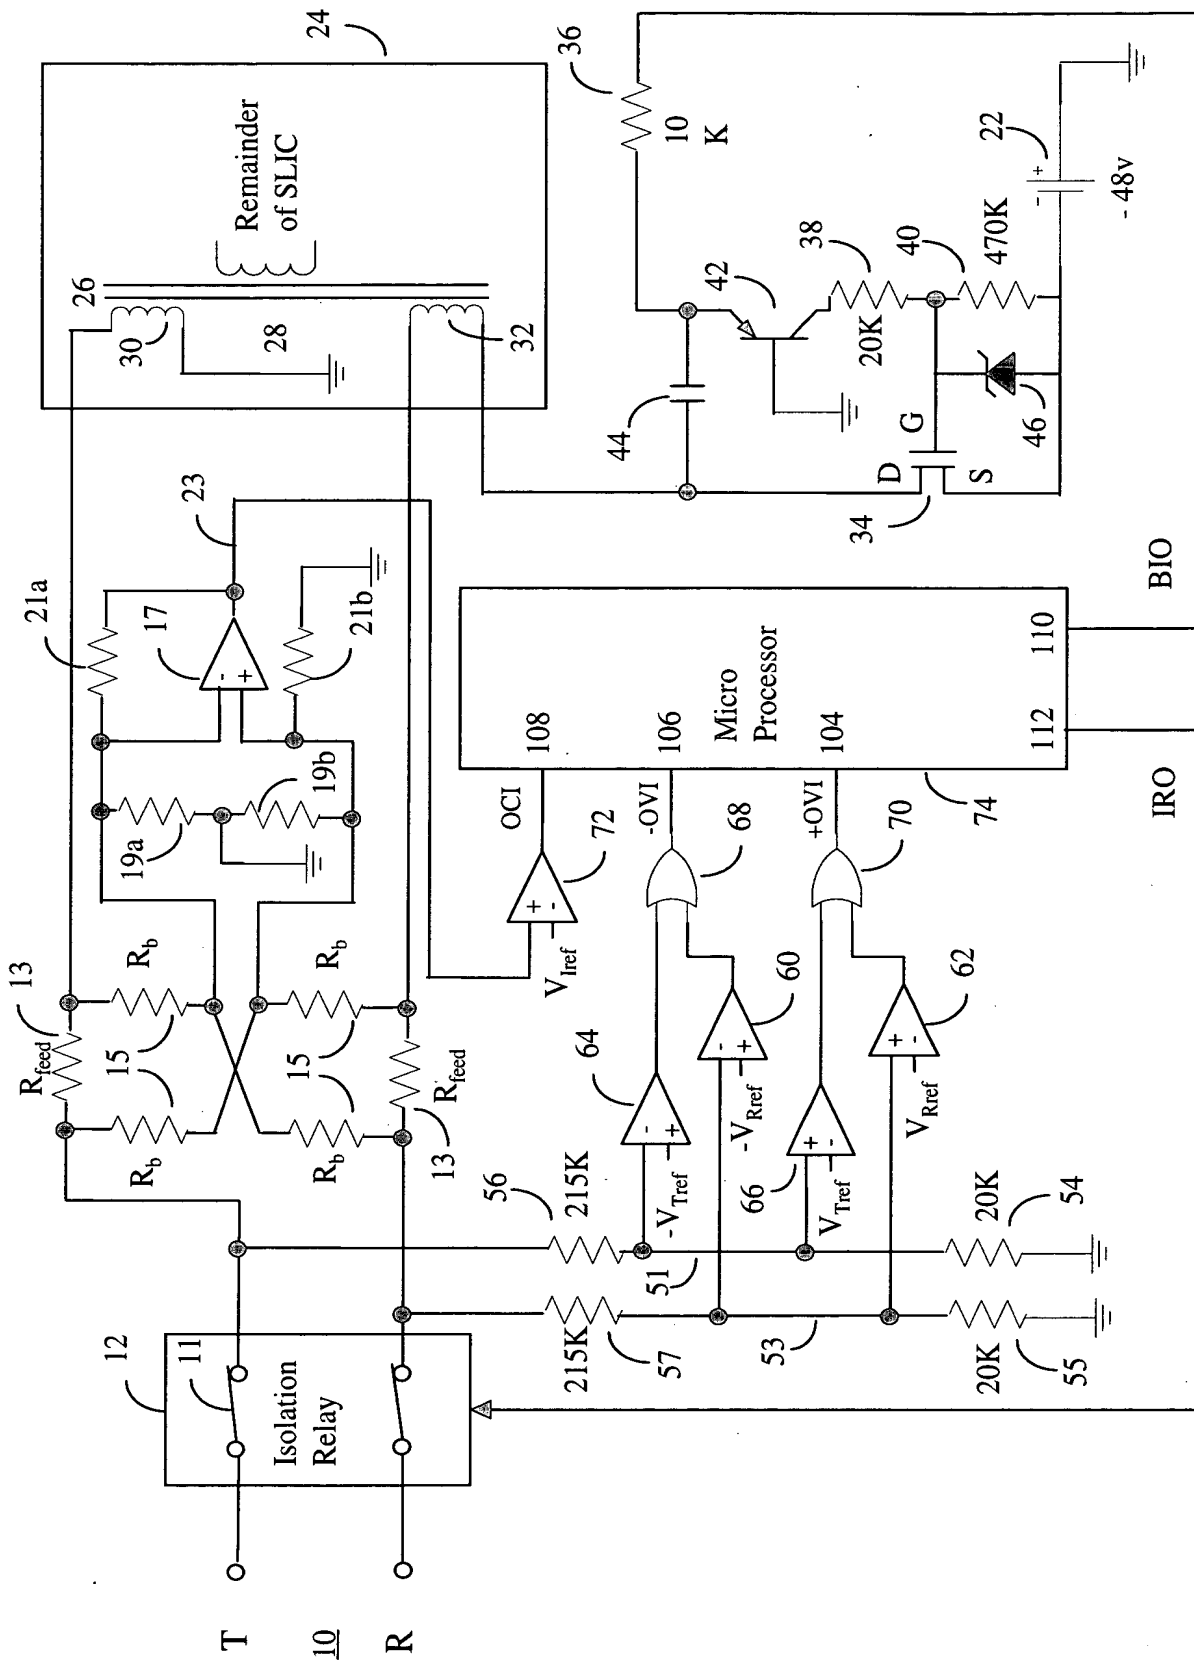 T
10
R
12
11
Isolation
Relay
13
R_feed
R_b
R_b
15
15
R_b
R_b
R_feed
13
19a
19b
21a
17
-
+
21b
23
24
26
30
28
32
Remainder
of SLIC
56
215K
215K
57
51
53
54
20K
20K
55
64
-
+
-V_Tref
60
-
+
-V_Rref
66
+
-
V_Tref
62
+
-
V_Rref
72
+
-
V_Iref
OCI
-OVI
68
+OVI
70
108
106
104
Micro
Processor
74
112
110
IRO
BIO
36
10
K
44
42
38
20K
40
470K
D
G
S
34
46
22
-
+
- 48v